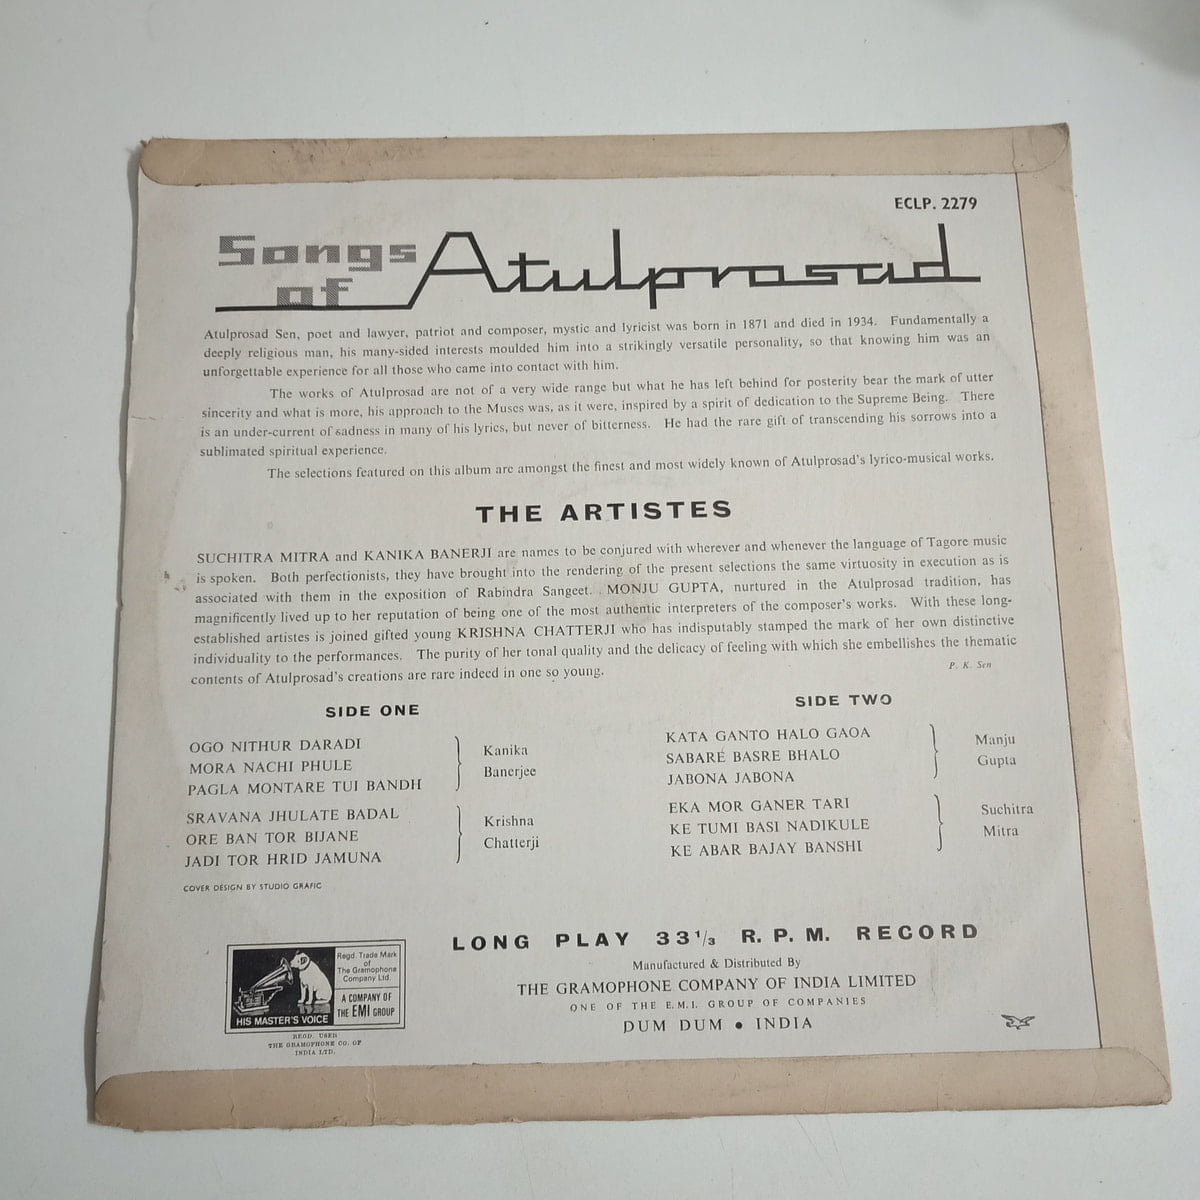 ECLP. 2279
Songs of Atulprosad
Atulprosad Sen, poet and lawyer, patriot and composer, mystic and lyricist was born in 1871 and died in 1934. Fundamentally a
deeply religious man, his many-sided interests moulded him into a strikingly versatile personality, so that knowing him was an
unforgettable experience for all those who came into contact with him.
The works of Atulprosad are not of a very wide range but what he has left behind for posterity bear the mark of utter
sincerity and what is more, his approach to the Muses was, as it were, inspired by a spirit of dedication to the Supreme Being. There
is an under-current of sadness in many of his lyrics, but never of bitterness. He had the rare gift of transcending his sorrows into a
sublimated spiritual experience.
The selections featured on this album are amongst the finest and most widely known of Atulprosad's lyrico-musical works.
THE ARTISTES
SUCHITRA MITRA and KANIKA BANERJI are names to be conjured with wherever and whenever the language of Tagore music
is spoken. Both perfectionists, they have brought into the rendering of the present selections the same virtuosity in execution as is
associated with them in the exposition of Rabindra Sangeet. MONJU GUPTA, nurtured in the Atulprosad tradition, has
magnificently lived up to her reputation of being one of the most authentic interpreters of the composer's works. With these long-
established artistes is joined gifted young KRISHNA CHATTERJI who has indisputably stamped the mark of her own distinctive
individuality to the performances. The purity of her tonal quality and the delicacy of feeling with which she embellishes the thematic
contents of Atulprosad's creations are rare indeed in one so young.
P. K. Sen
SIDE ONE
OGO NITHUR DARADI
MORA NACHI PHULE
PAGLA MONTARE TUI BANDH
Kanika
Banerjee
SRAVANA JHULATE BADAL
ORE BAN TOR BIJANE
JADI TOR HRID JAMUNA
Krishna
Chatterji
COVER DESIGN BY STUDIO GRAFIC
SIDE TWO
KATA GANTO HALO GAOA
SABARE BASRE BHALO
JABONA JABONA
Manju
Gupta
EKA MOR GANER TARI
KE TUMI BASI NADIKULE
KE ABAR BAJAY BANSHI
Suchitra
Mitra
LONG PLAY 33 1/3 R. P. M. RECORD
Manufactured & Distributed By
THE GRAMOPHONE COMPANY OF INDIA LIMITED
ONE OF THE E.M.I. GROUP OF COMPANIES
DUM DUM • INDIA
HIS MASTER'S VOICE
Regd. Trade Mark
of
The Gramophone
Company Ltd.
A COMPANY OF
THE EMI GROUP
REGD. USER
THE GRAMOPHONE CO. OF
INDIA LTD.